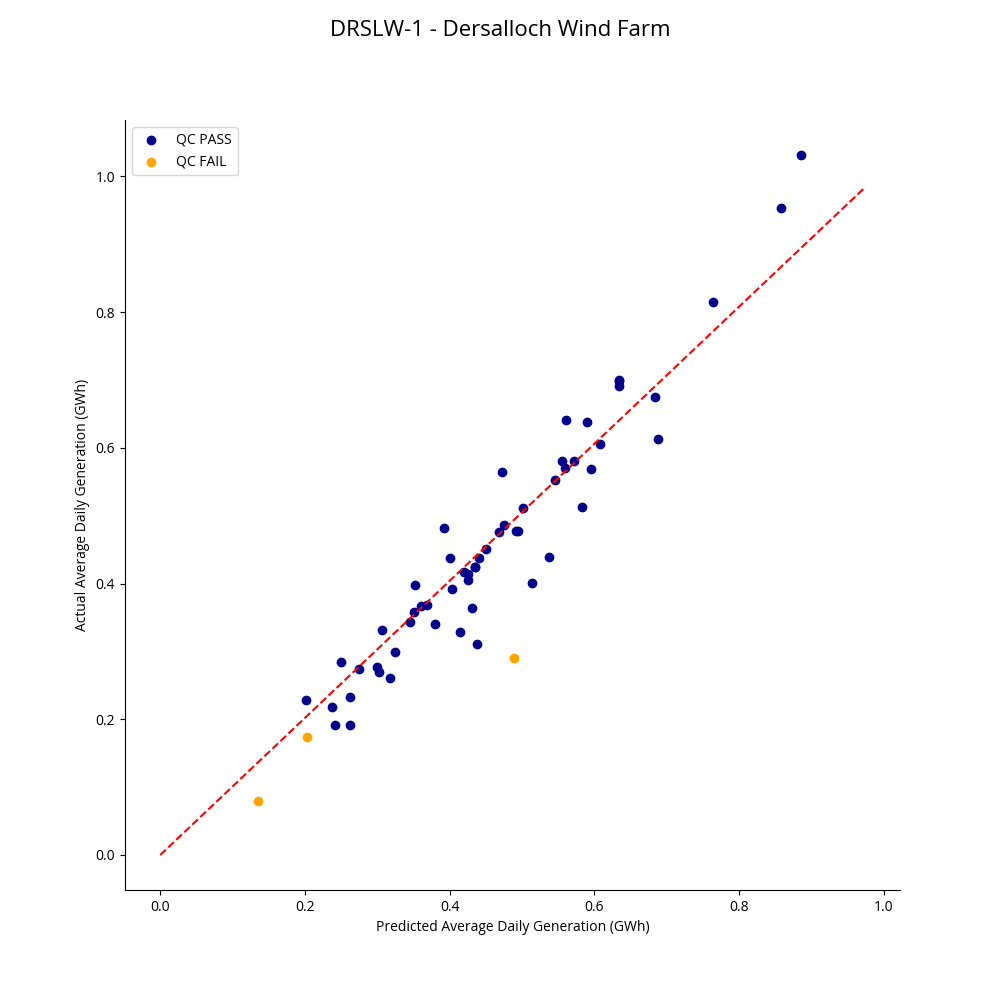 DRSLW-1 - Dersalloch Wind Farm
QC PASS
QC FAIL
1.0
0.8
0.6
0.4
0.2
0.0
Actual Average Daily Generation (GWh)
0.0 0.2 0.4 0.6 0.8 1.0
Predicted Average Daily Generation (GWh)